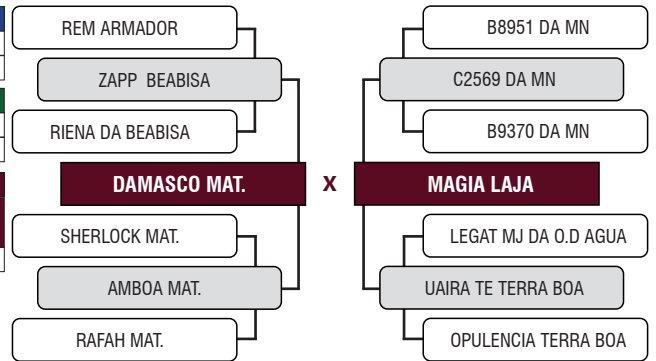 REM ARMADOR
B8951 DA MN
ZAPP BEABISA
C2569 DA MN
RIENA DA BEABISA
B9370 DA MN
DAMASCO MAT. X MAGIA LAJA
SHERLOCK MAT.
LEGAT MJ DA O.D AGUA
AMBOA MAT.
UAIRA TE TERRA BOA
RAFAH MAT.
OPULENCIA TERRA BOA